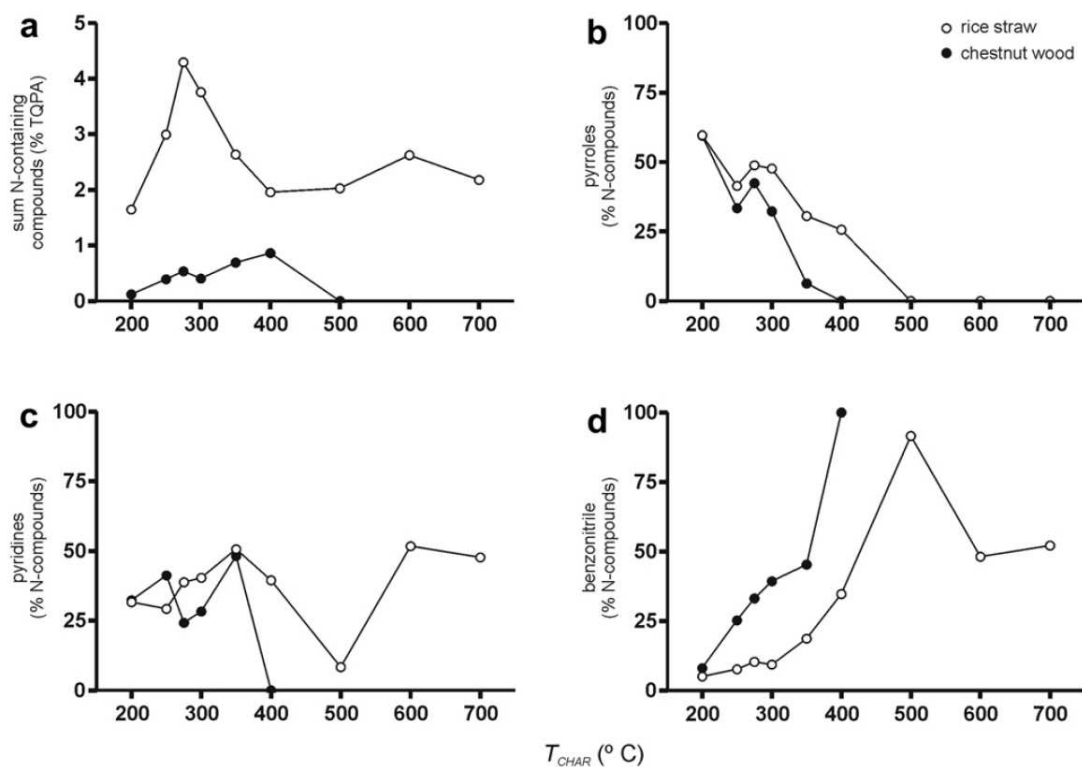 a
sum N-containing
compounds (% TQPA)
5
4
3
2
1
0
200 300 400 500 600 700
b
rice straw
chestnut wood
pyrroles
(% N-compounds)
100
75
50
25
0
200 300 400 500 600 700
c
pyridines
(% N-compounds)
100
75
50
25
0
200 300 400 500 600 700
d
benzonitrile
(% N-compounds)
100
75
50
25
0
200 300 400 500 600 700
T_CHAR (º C)